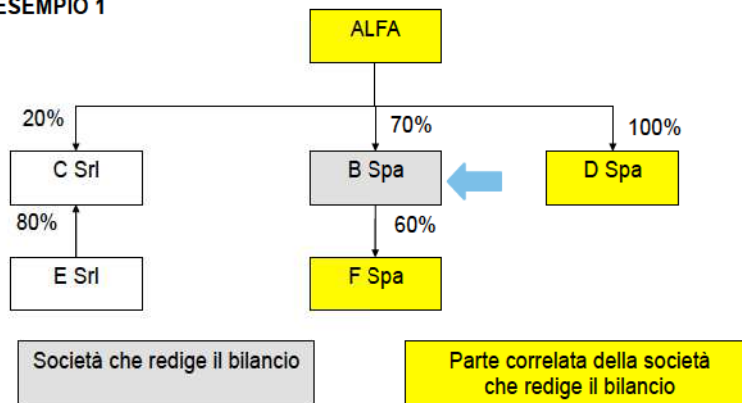 ESEMPIO 1
ALFA
20%
70%
100%
C Srl
B Spa
D Spa
80%
60%
E Srl
F Spa
Società che redige il bilancio
Parte correlata della società
che redige il bilancio